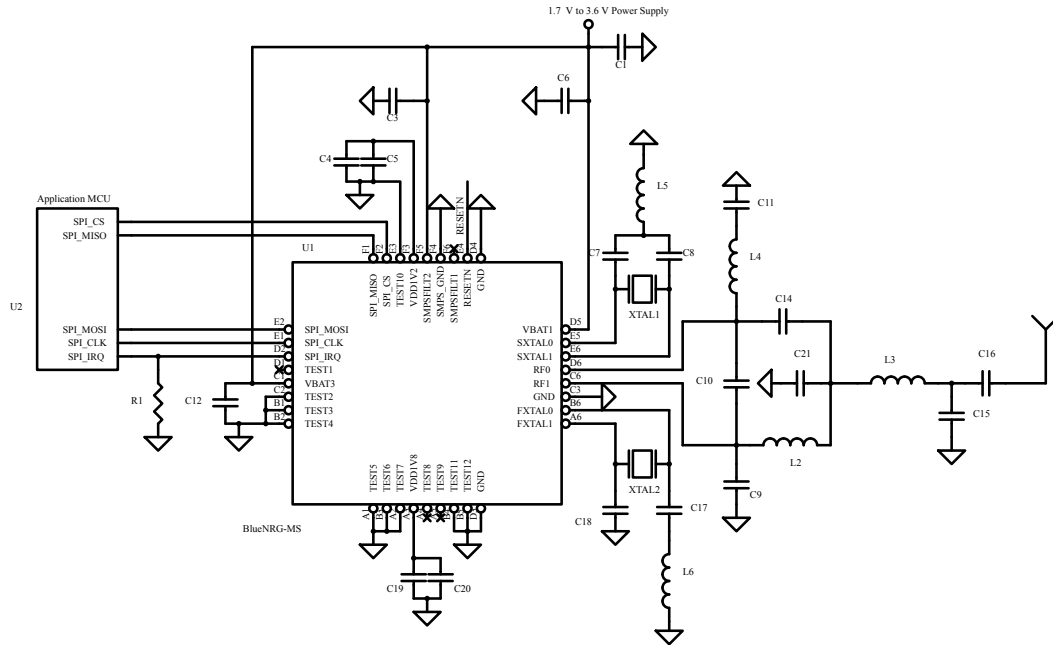 1.7 V to 3.6 V Power Supply
C1
C6
C3
C4
C5
L5
C11
Application MCU
SPI_CS
SPI_MISO
U2
SPI_MOSI
SPI_CLK
SPI_IRQ
R1
C12
U1
RESETN
F1
F2
E3
F3
F5
F4
F6
E4
D4
SPI_MISO
SPI_CS
TEST10
VDD1V2
SMPSFILT2
SMPS_GND
SMPSFILT1
RESETN
GND
E2
E1
D2
D1
C1
C2
B1
B2
SPI_MOSI
SPI_CLK
SPI_IRQ
TEST1
VBAT3
TEST2
TEST3
TEST4
VBAT1
SXTAL0
SXTAL1
RF0
RF1
GND
FXTAL0
FXTAL1
D5
E5
E6
D6
C6
C3
B6
A6
TEST5
TEST6
TEST7
VDD1V8
TEST8
TEST9
TEST11
TEST12
GND
BlueNRG-MS
C7
C8
XTAL1
L4
C14
C10
C21
L3
C16
C15
L2
C9
XTAL2
C18
C17
L6
C19
C20